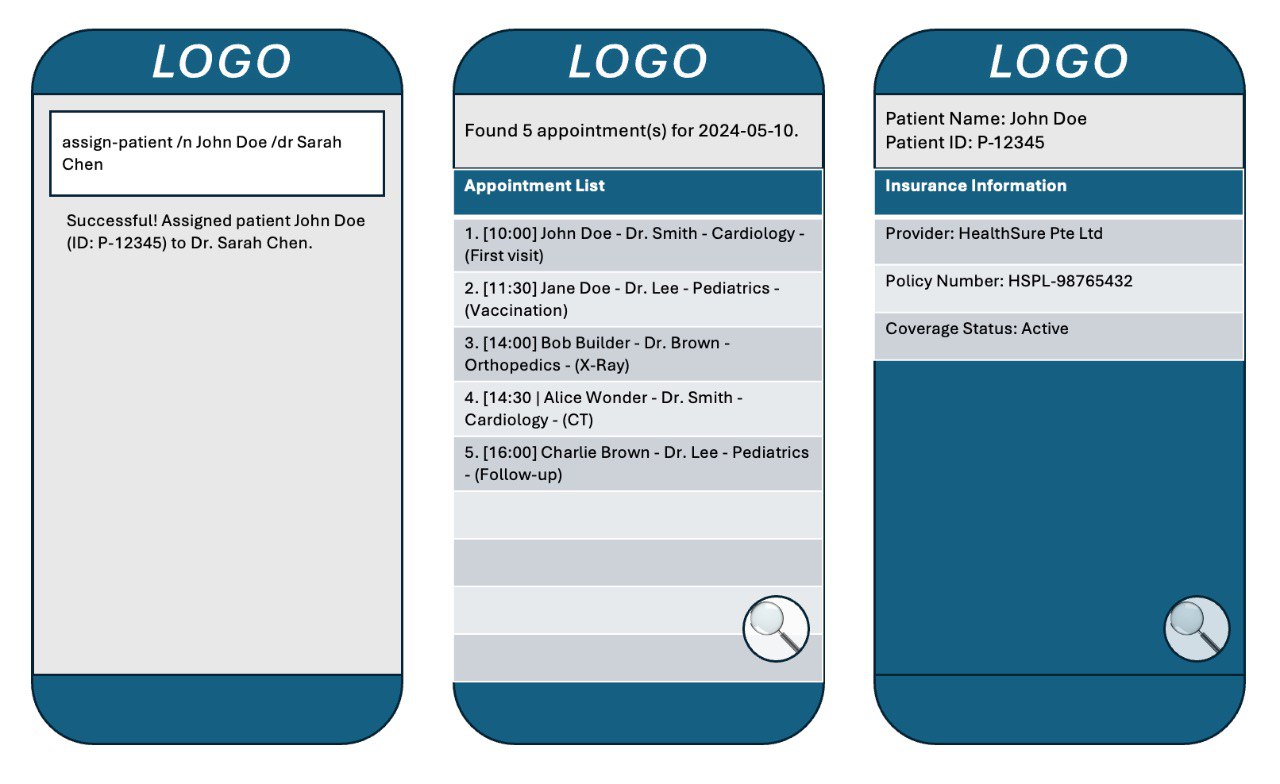 LOGO
assign-patient /n John Doe /dr Sarah
Chen
Successful! Assigned patient John Doe
(ID: P-12345) to Dr. Sarah Chen.
LOGO
Found 5 appointment(s) for 2024-05-10.
Appointment List
1. [10:00] John Doe - Dr. Smith - Cardiology -
(First visit)
2. [11:30] Jane Doe - Dr. Lee - Pediatrics -
(Vaccination)
3. [14:00] Bob Builder - Dr. Brown -
Orthopedics - (X-Ray)
4. [14:30 | Alice Wonder - Dr. Smith -
Cardiology - (CT)
5. [16:00] Charlie Brown - Dr. Lee - Pediatrics
- (Follow-up)
LOGO
Patient Name: John Doe
Patient ID: P-12345
Insurance Information
Provider: HealthSure Pte Ltd
Policy Number: HSPL-98765432
Coverage Status: Active